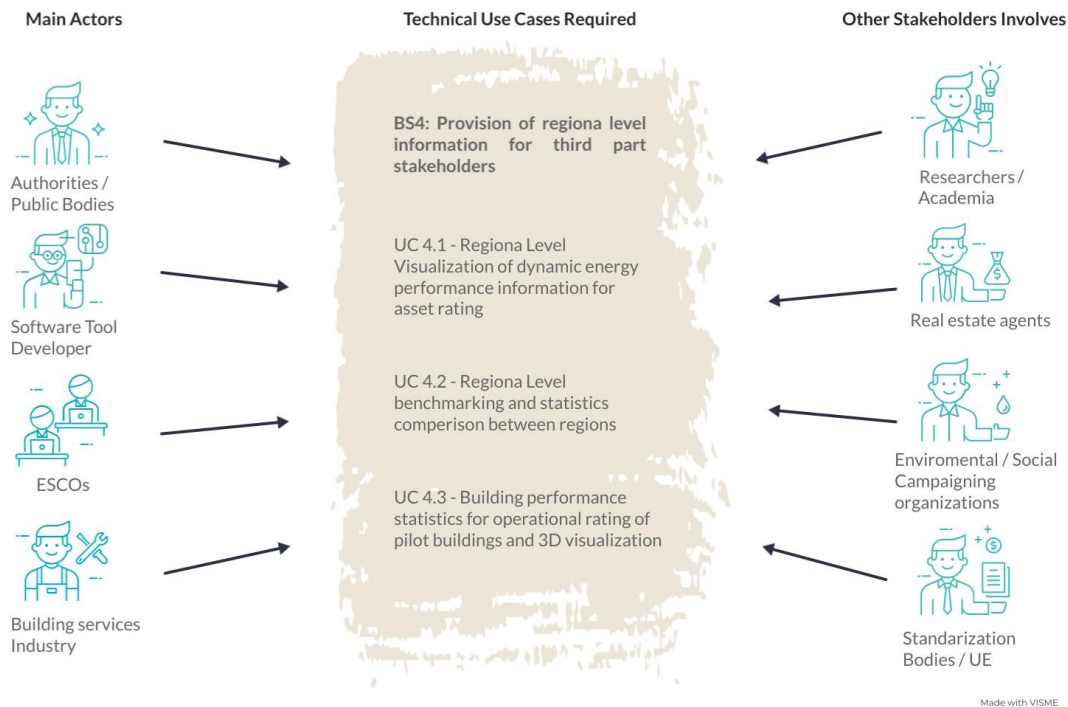 Main Actors
Technical Use Cases Required
Other Stakeholders Involves
Authorities /
Public Bodies
Software Tool
Developer
ESCOs
Building services
Industry
BS4: Provision of regiona level
information for third part
stakeholders
UC 4.1 - Regiona Level
Visualization of dynamic energy
performance information for
asset rating
UC 4.2 - Regiona Level
benchmarking and statistics
comparison between regions
UC 4.3 - Building performance
statistics for operational rating of
pilot buildings and 3D visualization
Researchers /
Academia
Real estate agents
Enviromental / Social
Campaigning
organizations
Standarization
Bodies / UE
Made with VISME